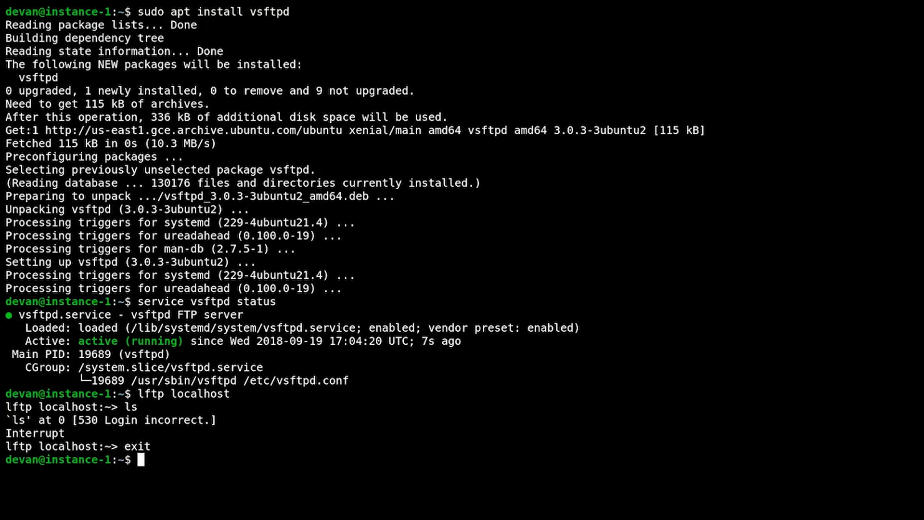 devan@instance-1:~$ sudo apt install vsftpd
Reading package lists... Done
Building dependency tree
Reading state information... Done
The following NEW packages will be installed:
  vsftpd
0 upgraded, 1 newly installed, 0 to remove and 9 not upgraded.
Need to get 115 kB of archives.
After this operation, 336 kB of additional disk space will be used.
Get:1 http://us-east1.gce.archive.ubuntu.com/ubuntu xenial/main amd64 vsftpd amd64 3.0.3-3ubuntu2 [115 kB]
Fetched 115 kB in 0s (10.3 MB/s)
Preconfiguring packages ...
Selecting previously unselected package vsftpd.
(Reading database ... 130176 files and directories currently installed.)
Preparing to unpack .../vsftpd_3.0.3-3ubuntu2_amd64.deb ...
Unpacking vsftpd (3.0.3-3ubuntu2) ...
Processing triggers for systemd (229-4ubuntu21.4) ...
Processing triggers for ureadahead (0.100.0-19) ...
Processing triggers for man-db (2.7.5-1) ...
Setting up vsftpd (3.0.3-3ubuntu2) ...
Processing triggers for systemd (229-4ubuntu21.4) ...
Processing triggers for ureadahead (0.100.0-19) ...
devan@instance-1:~$ service vsftpd status
● vsftpd.service - vsftpd FTP server
   Loaded: loaded (/lib/systemd/system/vsftpd.service; enabled; vendor preset: enabled)
   Active: active (running) since Wed 2018-09-19 17:04:20 UTC; 7s ago
 Main PID: 19689 (vsftpd)
   CGroup: /system.slice/vsftpd.service
           └─19689 /usr/sbin/vsftpd /etc/vsftpd.conf
devan@instance-1:~$ lftp localhost
lftp localhost:~> ls
`ls' at 0 [530 Login incorrect.]
Interrupt
lftp localhost:~> exit
devan@instance-1:~$